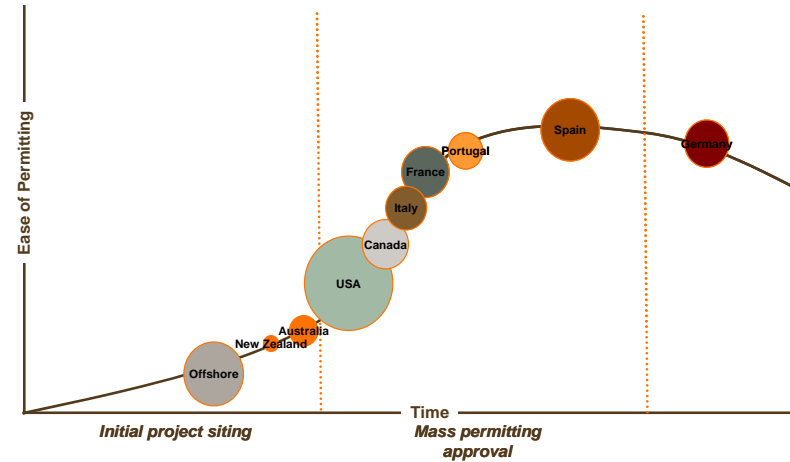 Ease of Permitting
Spain
Portugal
Germany
France
Italy
Canada
USA
Australia
New Zealand
Offshore
Time
Initial project siting
Mass permitting
approval